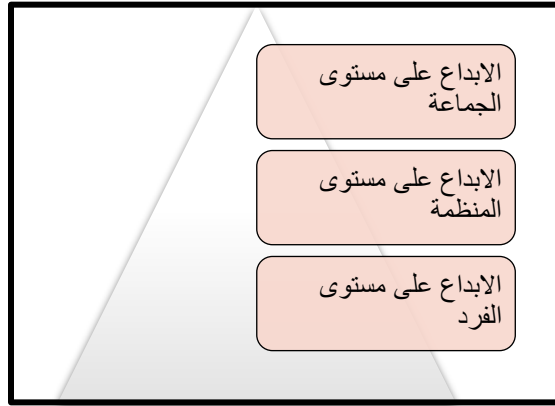 الابداع على مستوى
الجماعة
الابداع على مستوى
المنظمة
الابداع على مستوى
الفرد